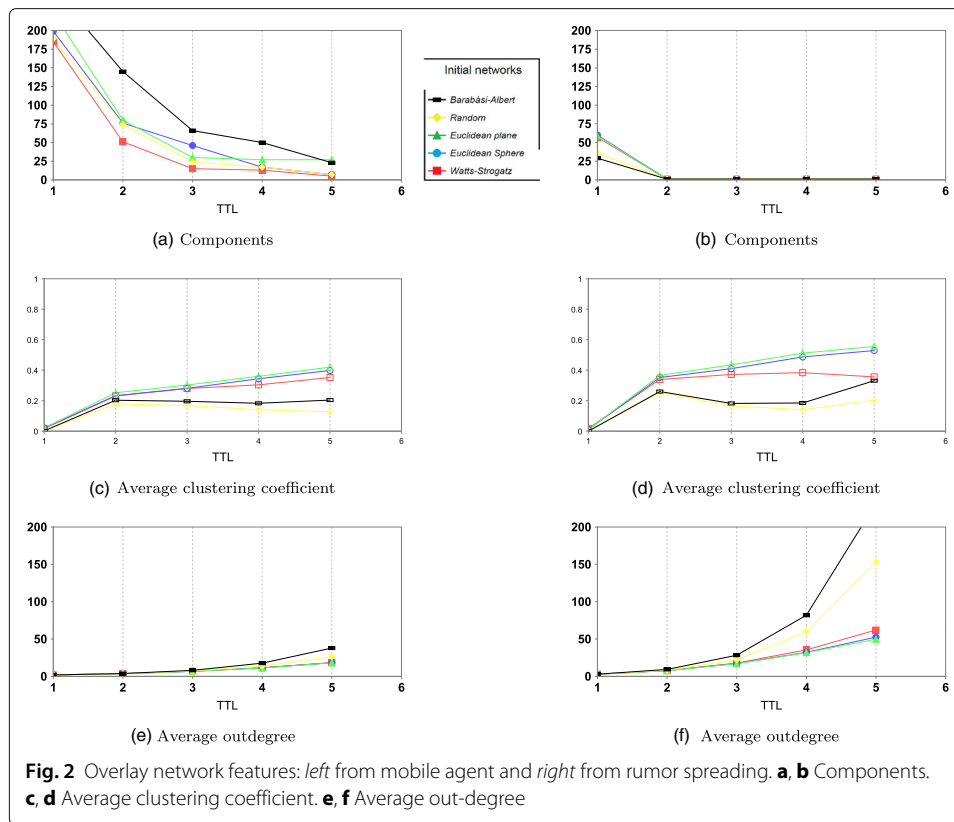 200
175
150
125
100
75
50
25
0
1 2 3 4 5 6
TTL
(a) Components
Initial networks
Barabàsi-Albert
Random
Euclidean plane
Euclidean Sphere
Watts-Strogatz
200
175
150
125
100
75
50
25
0
1 2 3 4 5 6
TTL
(b) Components
1
0.8
0.6
0.4
0.2
0
1 2 3 4 5 6
TTL
(c) Average clustering coefficient
1
0.8
0.6
0.4
0.2
0
1 2 3 4 5 6
TTL
(d) Average clustering coefficient
200
150
100
50
0
1 2 3 4 5 6
TTL
(e) Average outdegree
200
150
100
50
0
1 2 3 4 5 6
TTL
(f) Average outdegree
Fig. 2 Overlay network features: left from mobile agent and right from rumor spreading. a, b Components.
c, d Average clustering coefficient. e, f Average out-degree